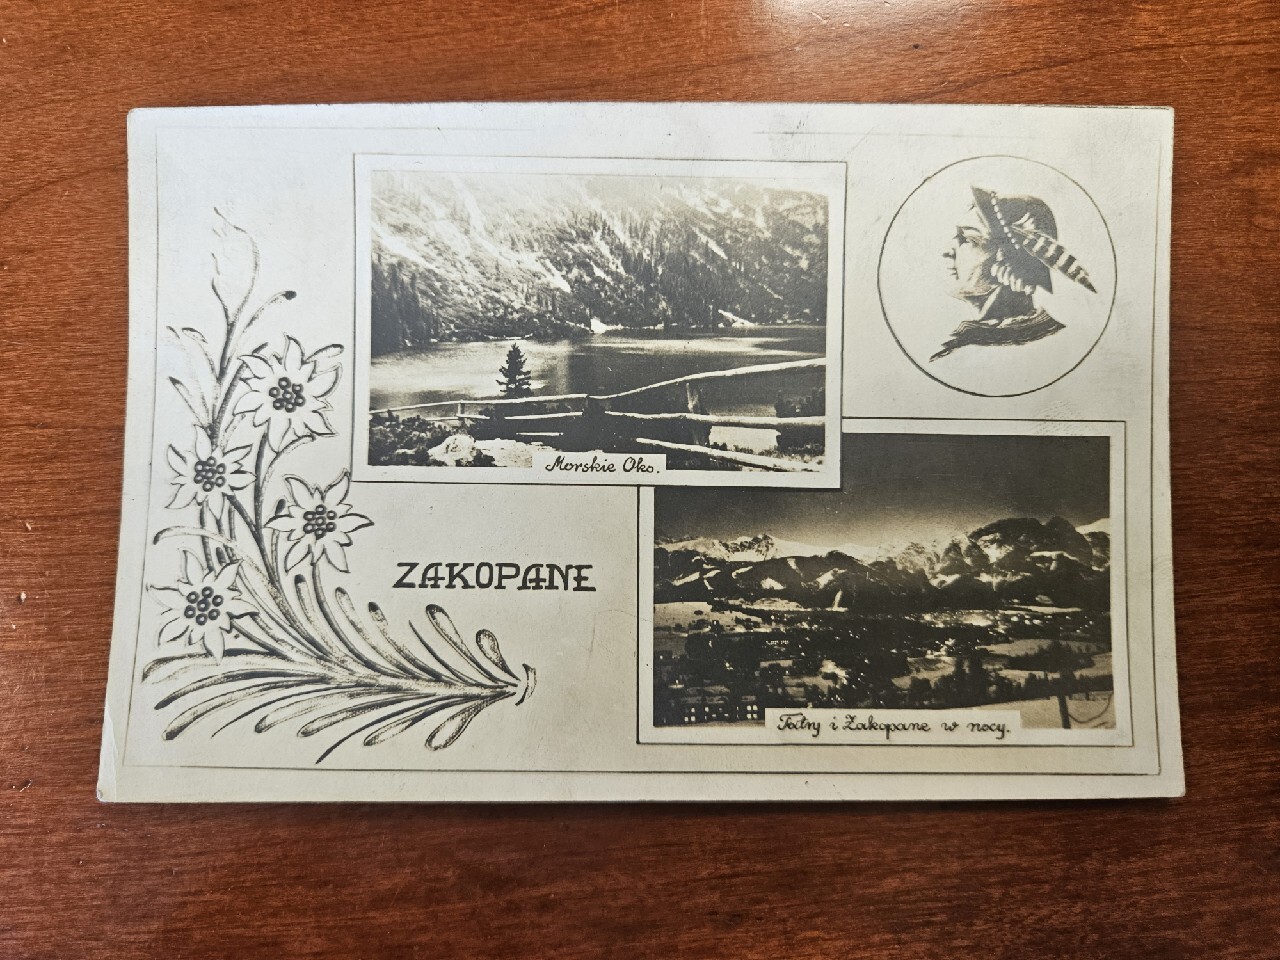 Morskie Oko.
ZAKOPANE
Tatry i Zakopane w nocy.